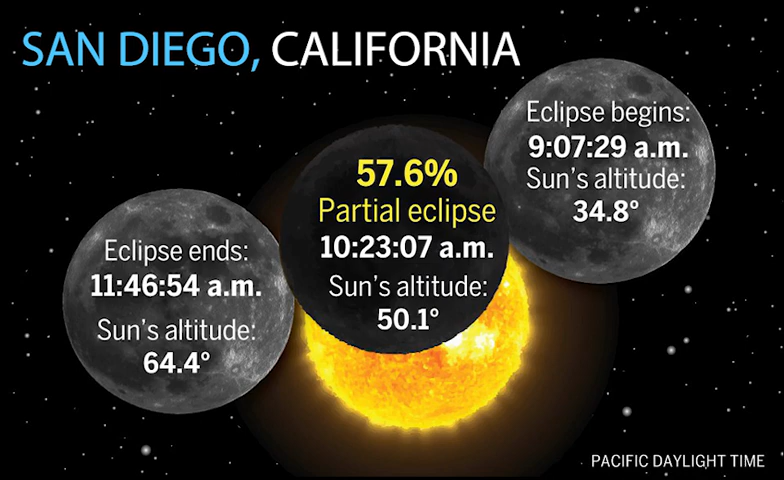 SAN DIEGO, CALIFORNIA
Eclipse begins:
9:07:29 a.m.
Sun's altitude:
34.8°
57.6%
Partial eclipse
10:23:07 a.m.
Sun's altitude:
50.1°
Eclipse ends:
11:46:54 a.m.
Sun's altitude:
64.4°
PACIFIC DAYLIGHT TIME